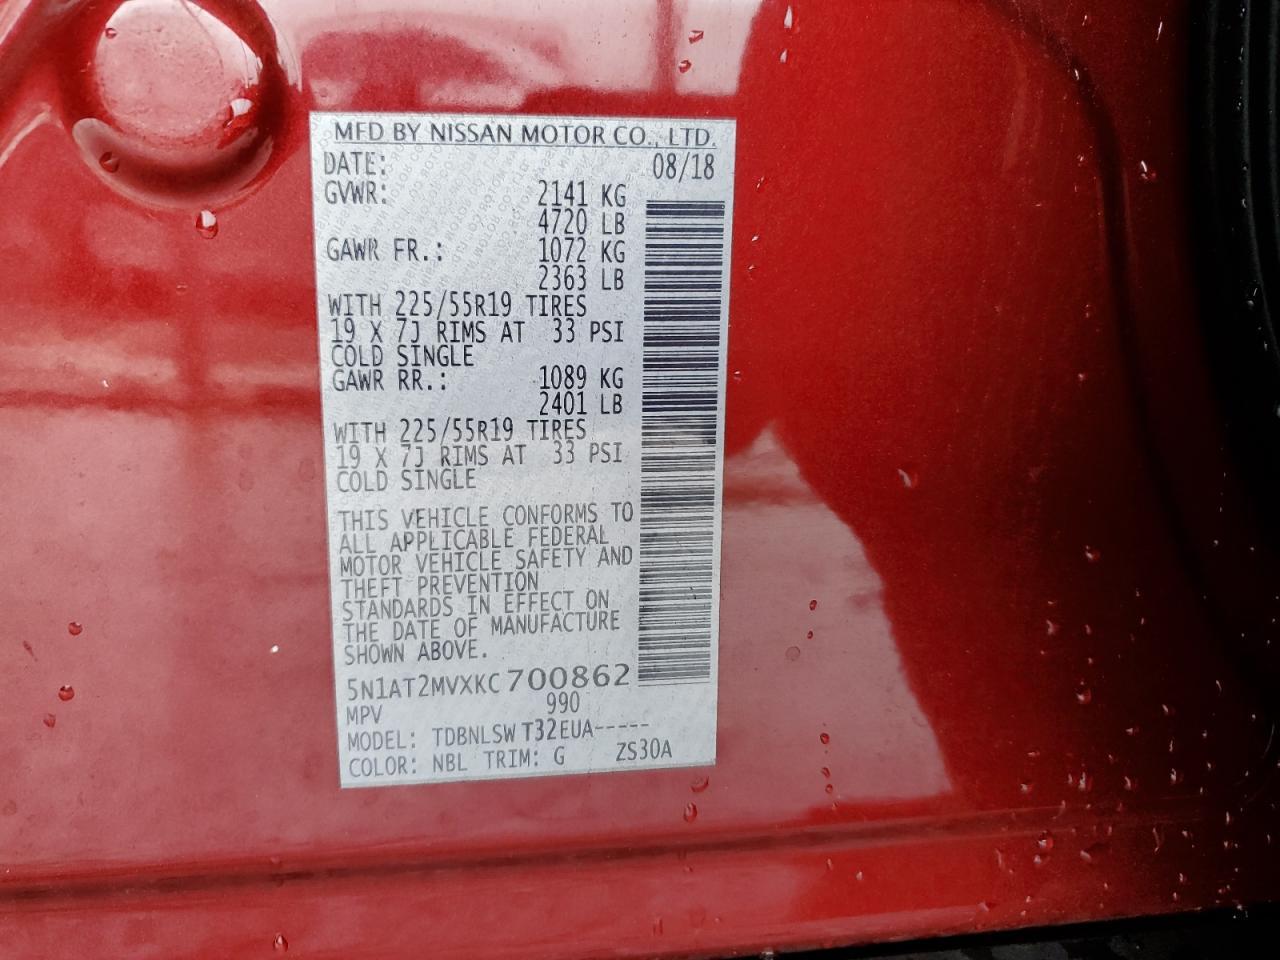 MFD BY NISSAN MOTOR CO., LTD.
DATE: 08/18
GVWR: 2141 KG
4720 LB
GAWR FR.: 1072 KG
2363 LB
WITH 225/55R19 TIRES
19 X 7J RIMS AT 33 PSI
COLD SINGLE
GAWR RR.: 1089 KG
2401 LB
WITH 225/55R19 TIRES
19 X 7J RIMS AT 33 PSI
COLD SINGLE
THIS VEHICLE CONFORMS TO
ALL APPLICABLE FEDERAL
MOTOR VEHICLE SAFETY AND
THEFT PREVENTION
STANDARDS IN EFFECT ON
THE DATE OF MANUFACTURE
SHOWN ABOVE.
5N1AT2MVXKC700862
MPV 990
MODEL: TDBNLSWT32EUA-----
COLOR: NBL TRIM: G ZS30A